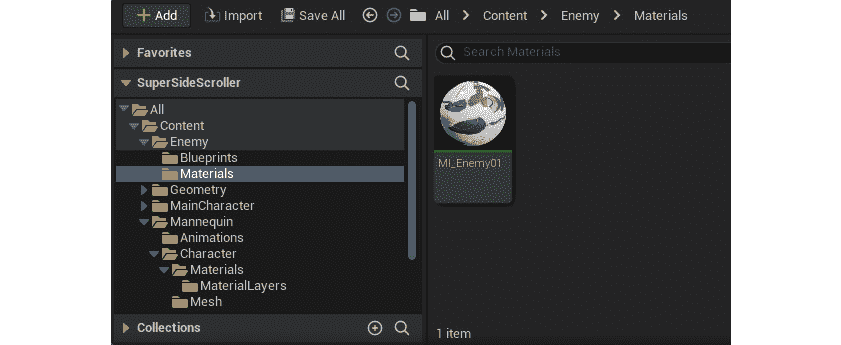 Add Import Save All All Content Enemy Materials
Favorites
Search Materials
SuperSideScroller
All
Content
Enemy
Blueprints
Materials
Geometry
MainCharacter
Mannequin
Animations
Character
Materials
MaterialLayers
Mesh
Collections
MI_Enemy01
1 item